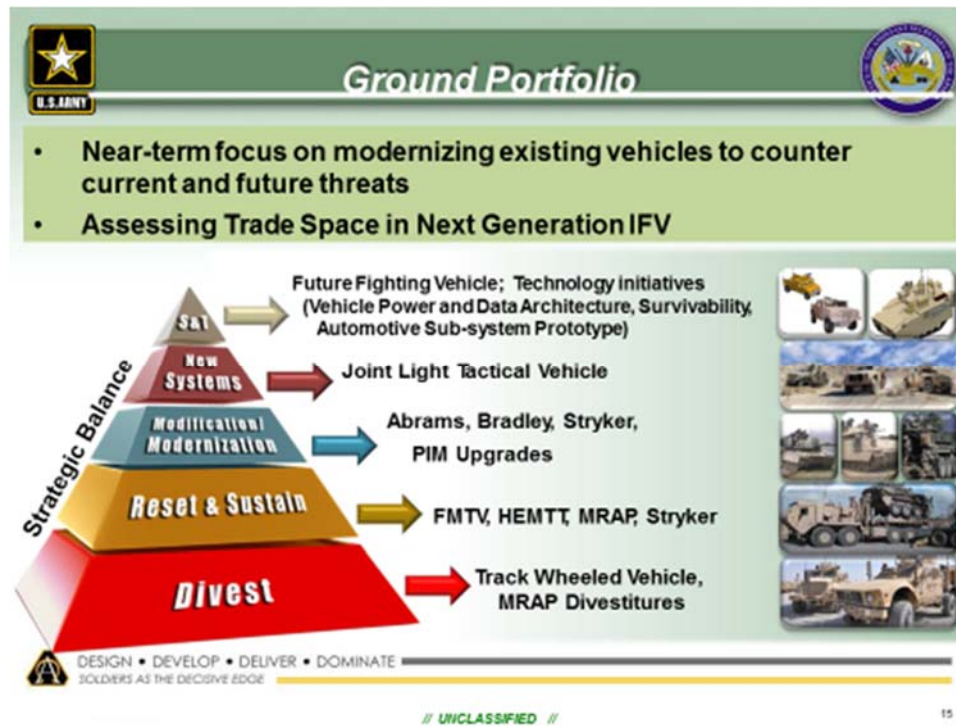 U.S.ARMY
Ground Portfolio
• Near-term focus on modernizing existing vehicles to counter
current and future threats
• Assessing Trade Space in Next Generation IFV
Strategic Balance
S&T
Future Fighting Vehicle; Technology initiatives
(Vehicle Power and Data Architecture, Survivability,
Automotive Sub-system Prototype)
New
Systems
Joint Light Tactical Vehicle
Modification/
Modernization
Abrams, Bradley, Stryker,
PIM Upgrades
Reset & Sustain
FMTV, HEMTT, MRAP, Stryker
Divest
Track Wheeled Vehicle,
MRAP Divestitures
DESIGN • DEVELOP • DELIVER • DOMINATE
SOLDIERS AS THE DECISIVE EDGE
// UNCLASSIFIED //
15